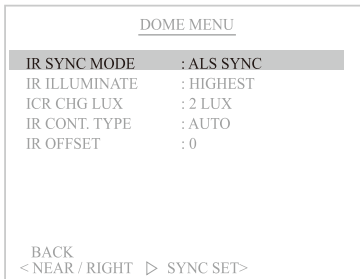 DOME MENU
IR SYNC MODE : ALS SYNC
IR ILLUMINATE : HIGHEST
ICR CHG LUX : 2 LUX
IR CONT. TYPE : AUTO
IR OFFSET : 0
BACK
< NEAR / RIGHT ▷ SYNC SET>